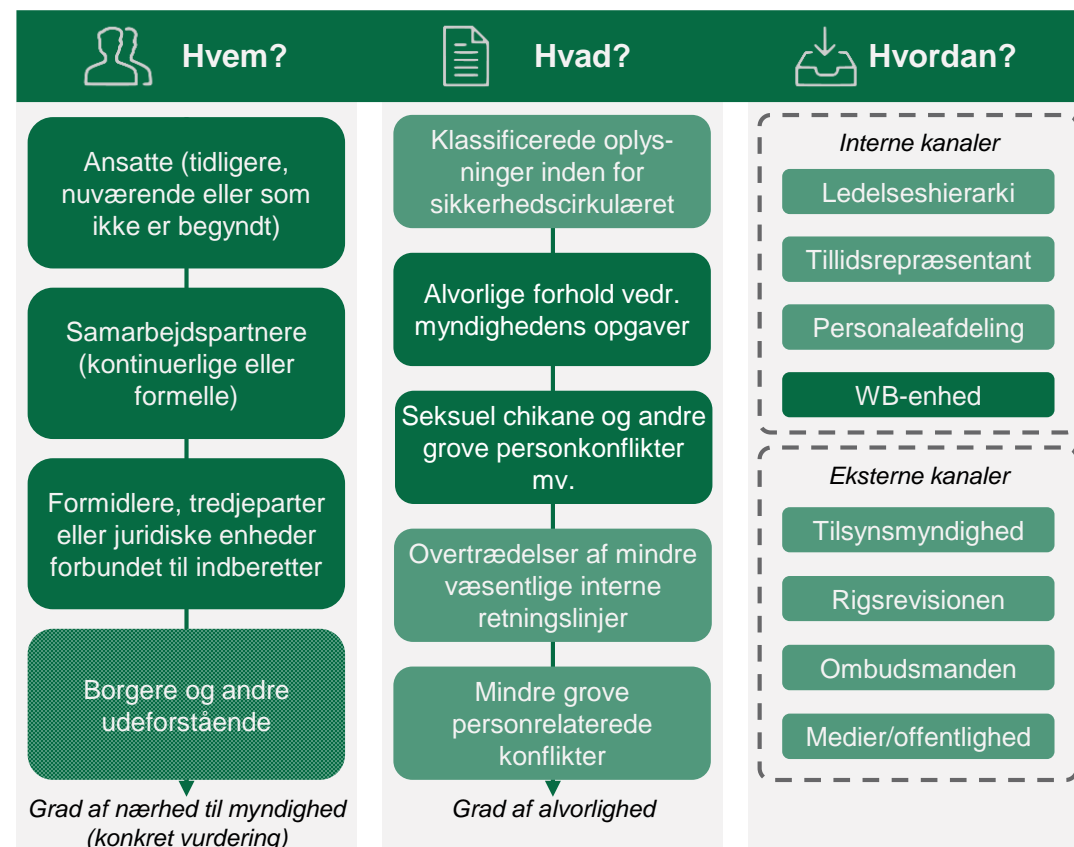 Hvem?
Ansatte (tidligere,
nuværende eller som
ikke er begyndt)
Samarbejdspartnere
(kontinuerlige eller
formelle)
Formidlere, tredjeparter
eller juridiske enheder
forbundet til indberetter
Borgere og andre
udeforstående
Grad af nærhed til myndighed
(konkret vurdering)
Hvad?
Klassificerede oplys-
ninger inden for
sikkerhedscirkulæret
Alvorlige forhold vedr.
myndighedens opgaver
Seksuel chikane og andre
grove personkonflikter
mv.
Overtrædelser af mindre
væsentlige interne
retningslinjer
Mindre grove
personrelaterede
konflikter
Grad af alvorlighed
Hvordan?
Interne kanaler
Ledelseshierarki
Tillidsrepræsentant
Personaleafdeling
WB-enhed
Eksterne kanaler
Tilsynsmyndighed
Rigsrevisionen
Ombudsmanden
Medier/offentlighed